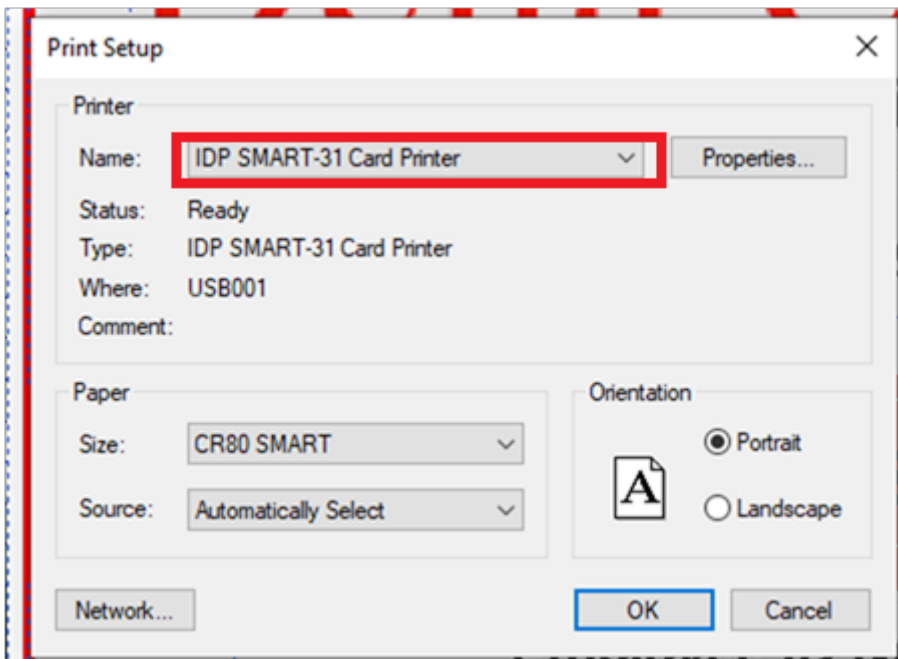 Print Setup
Printer
Name: IDP SMART-31 Card Printer Properties...
Status: Ready
Type: IDP SMART-31 Card Printer
Where: USB001
Comment:
Paper
Orientation
Size: CR80 SMART
Portrait
A
Source: Automatically Select
Landscape
Network... OK Cancel